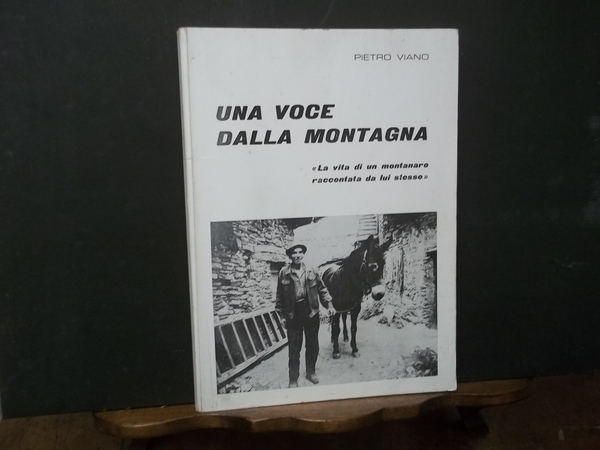 PIETRO VIANO
UNA VOCE
DALLA MONTAGNA
«La vita di un montanaro
raccontata da lui stesso»